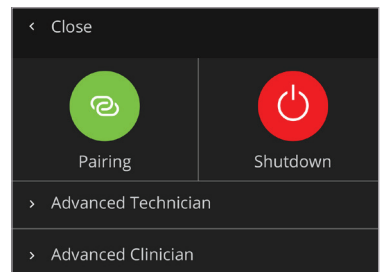 Close
Pairing
Shutdown
Advanced Technician
Advanced Clinician